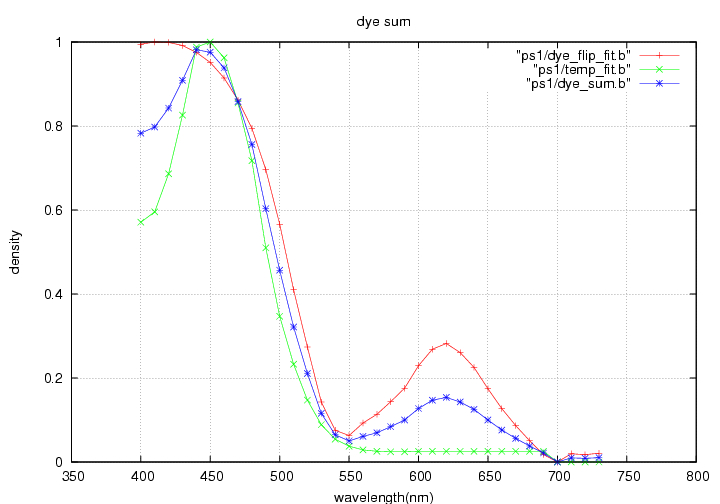 dye sum
"ps1/dye_flip_fit.b"
"ps1/temp_fit.b"
"ps1/dye_sum.b"
1
0.8
0.6
0.4
0.2
0
density
350 400 450 500 550 600 650 700 750 800
wavelength(nm)